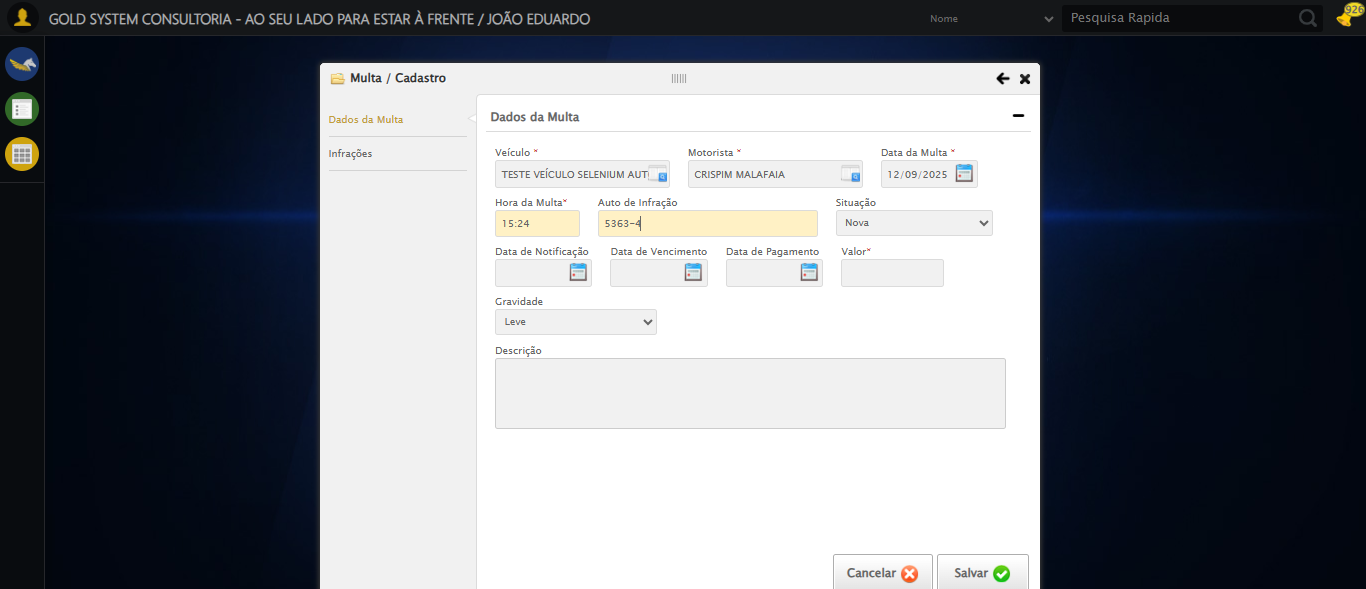 GOLD SYSTEM CONSULTORIA - AO SEU LADO PARA ESTAR À FRENTE / JOÃO EDUARDO
Nome
Pesquisa Rapida
926
Multa / Cadastro
Dados da Multa
Infrações
Dados da Multa
Veículo * Motorista * Data da Multa *
TESTE VEÍCULO SELENIUM AUT CRISPIM MALAFAIA 12/09/2025
Hora da Multa* Auto de Infração Situação
15:24 5363-4 Nova
Data de Notificação Data de Vencimento Data de Pagamento Valor*
Gravidade
Leve
Descrição
Cancelar Salvar